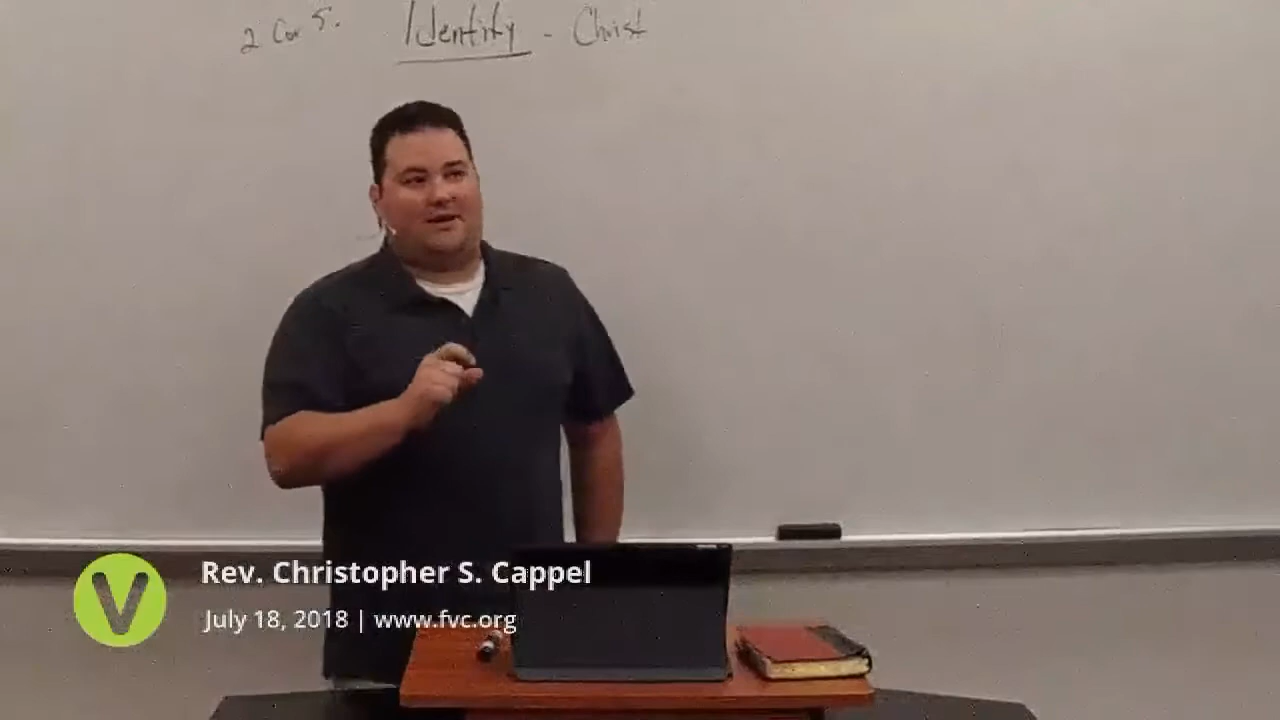 2 Cor 5. Identity - Christ
V
Rev. Christopher S. Cappel
July 18, 2018 | www.fvc.org